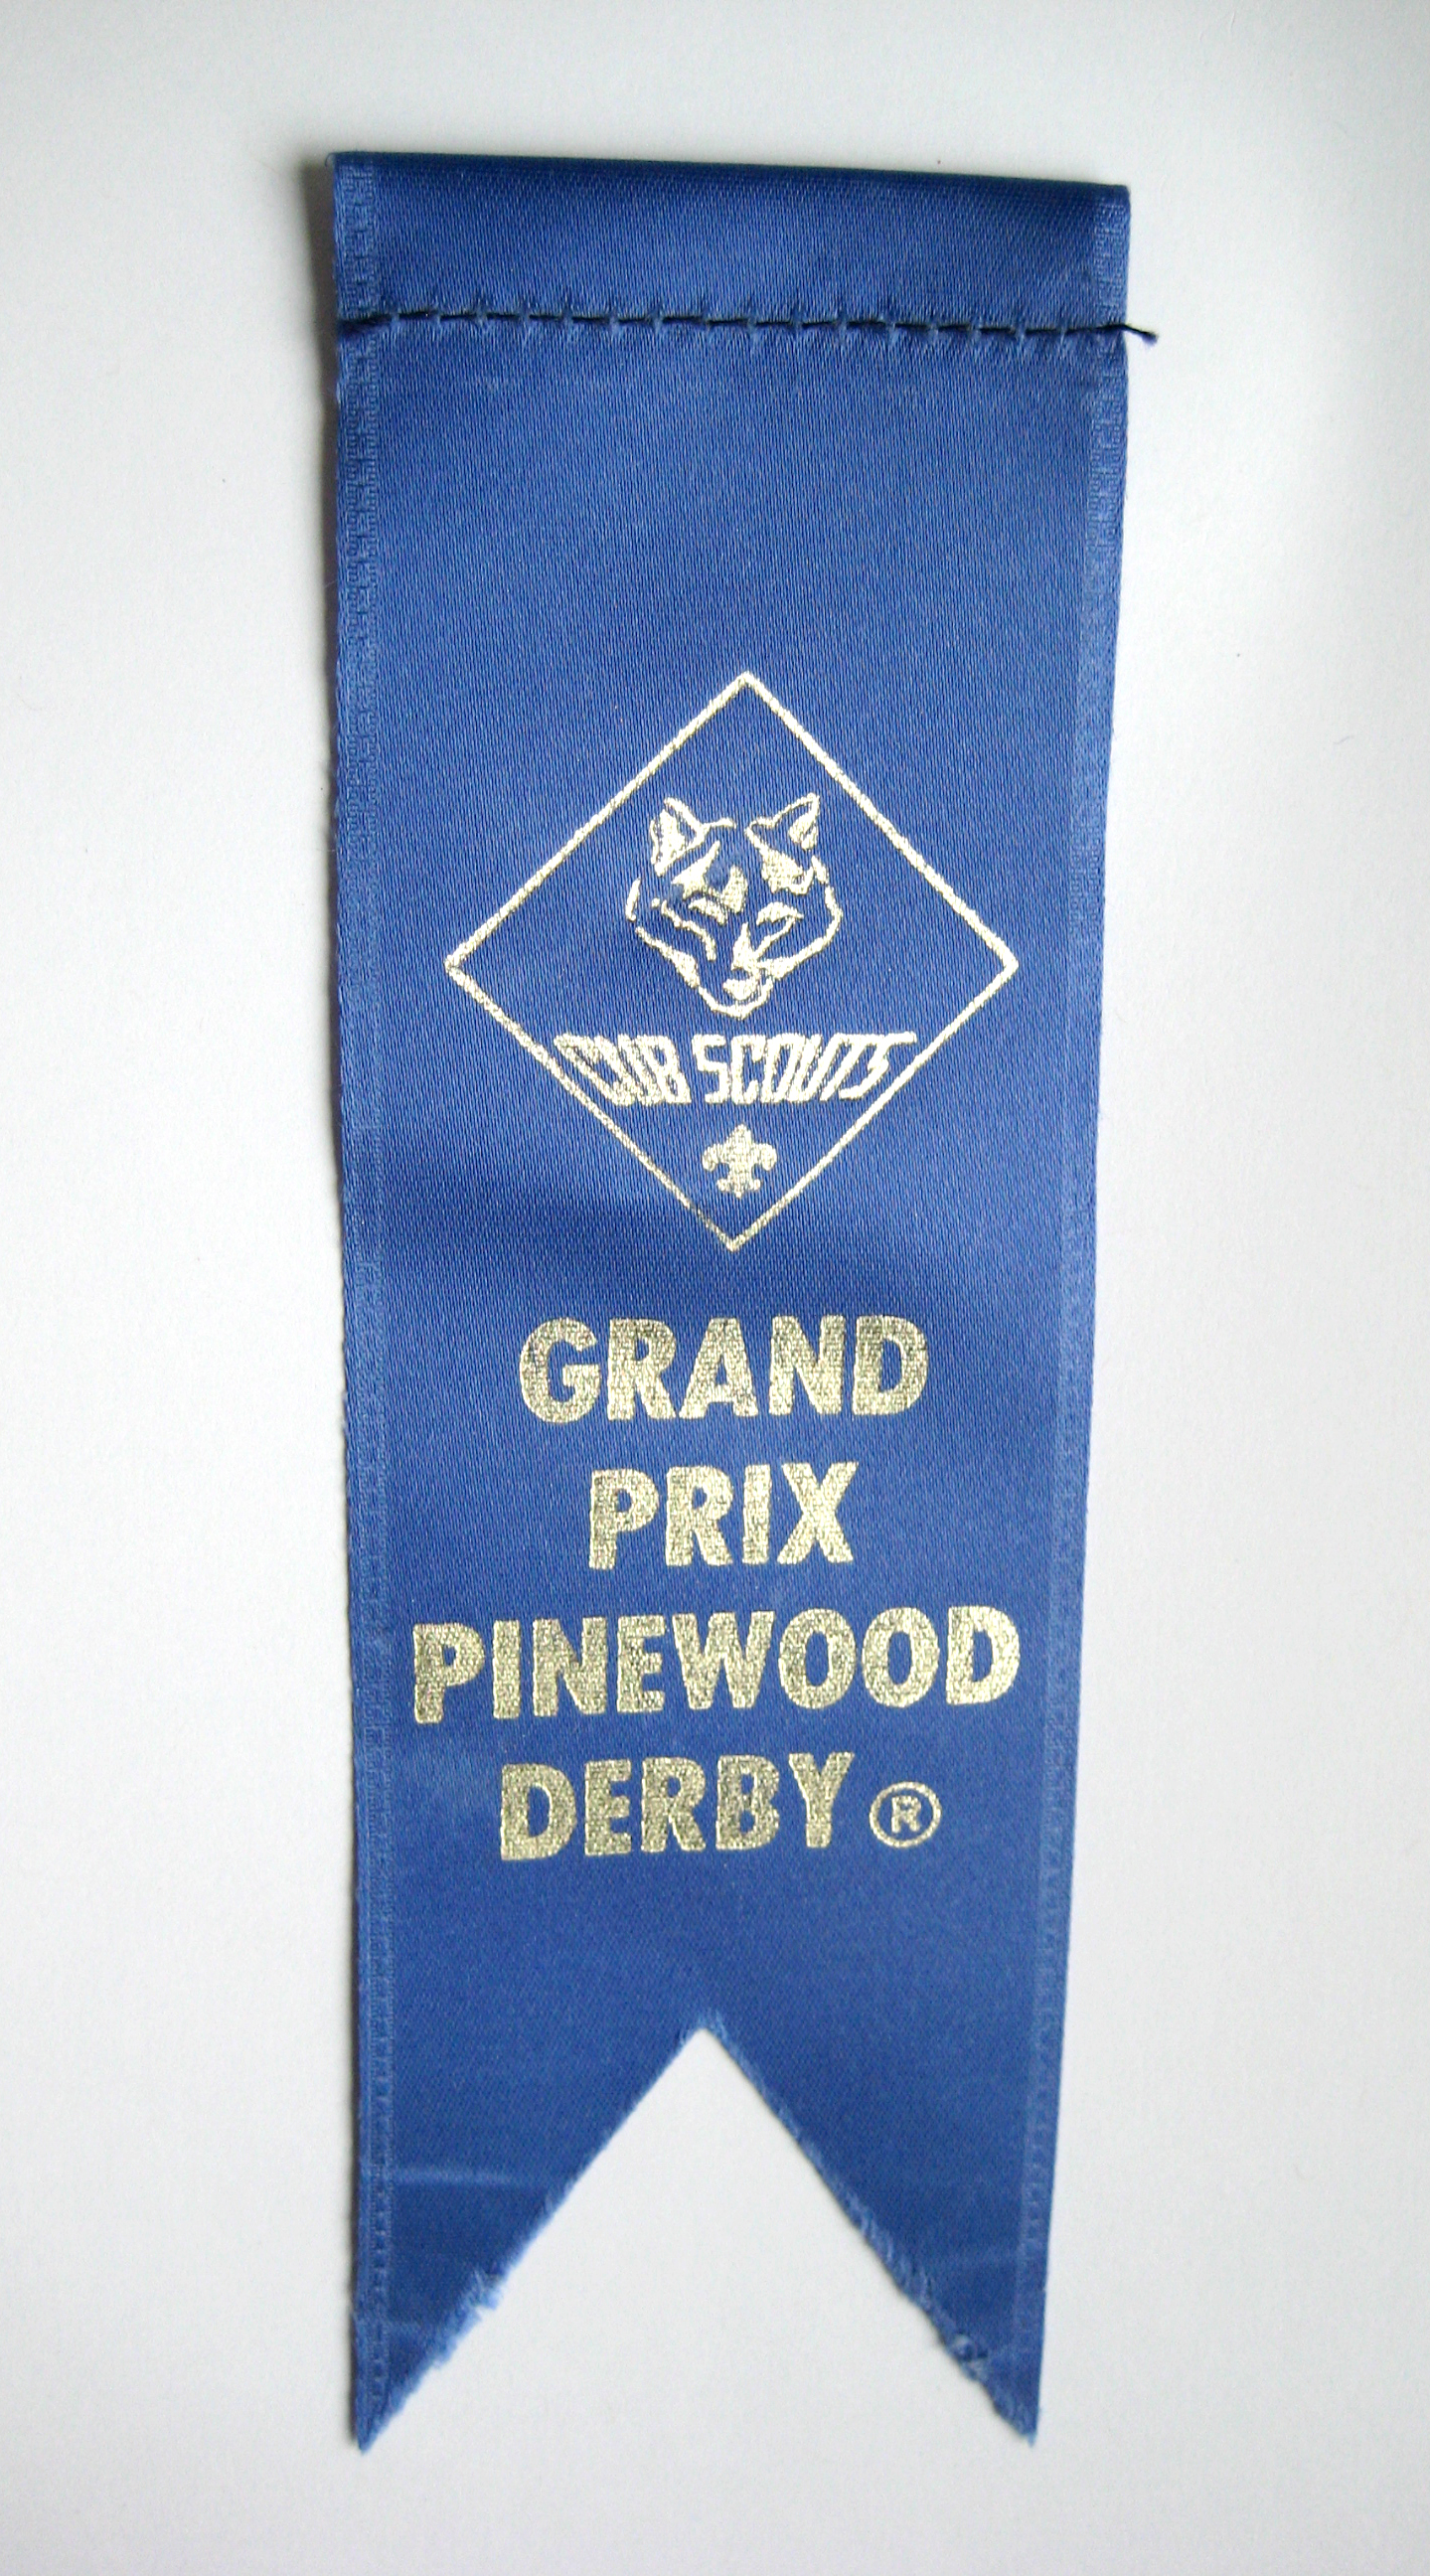 CUB SCOUTS
GRAND
PRIX
PINEWOOD
DERBY ®